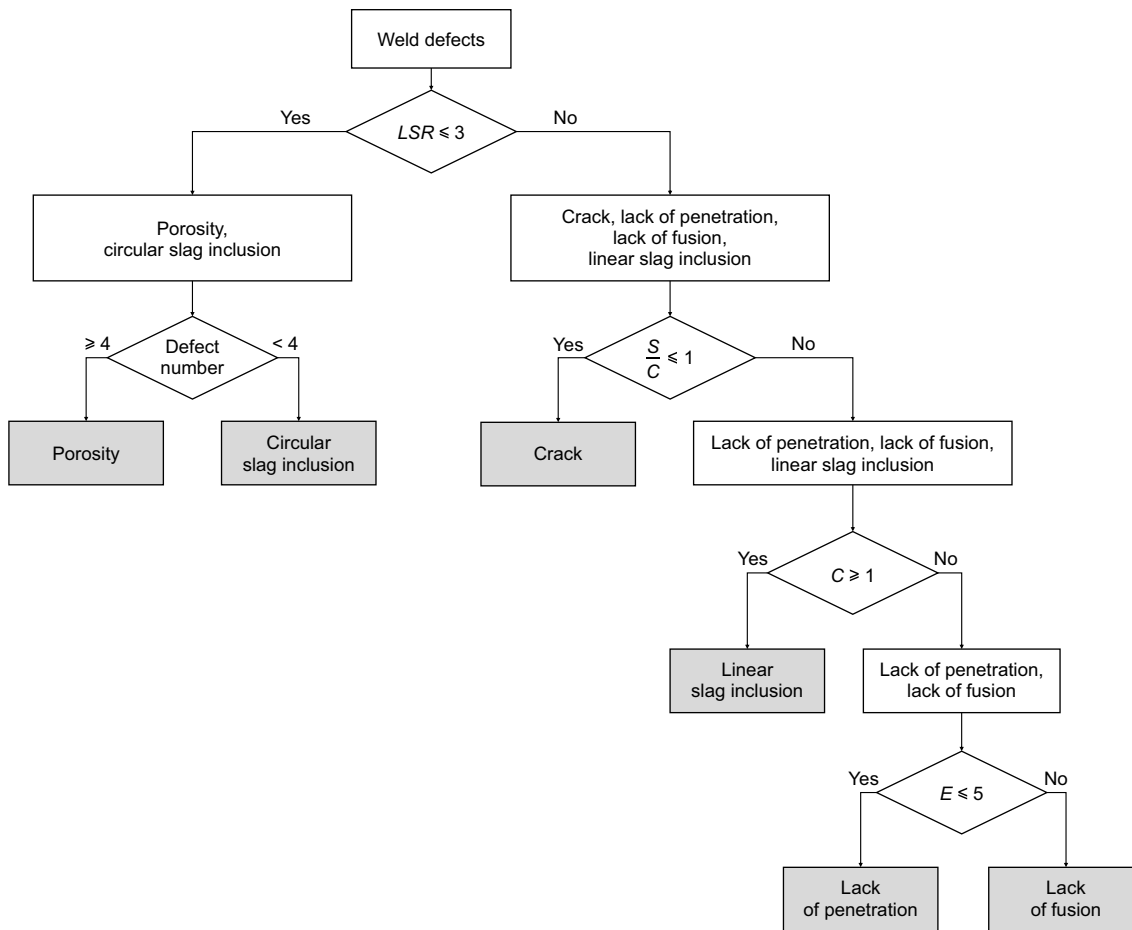 Weld defects
Yes
LSR ⩽ 3
No
Porosity,
circular slag inclusion
Crack, lack of penetration,
lack of fusion,
linear slag inclusion
⩾ 4
Defect
number
< 4
Yes
S
C
⩽ 1
No
Porosity
Circular
slag inclusion
Crack
Lack of penetration, lack of fusion,
linear slag inclusion
Yes
C ⩾ 1
No
Linear
slag inclusion
Lack of penetration,
lack of fusion
Yes
E ⩽ 5
No
Lack
of penetration
Lack
of fusion